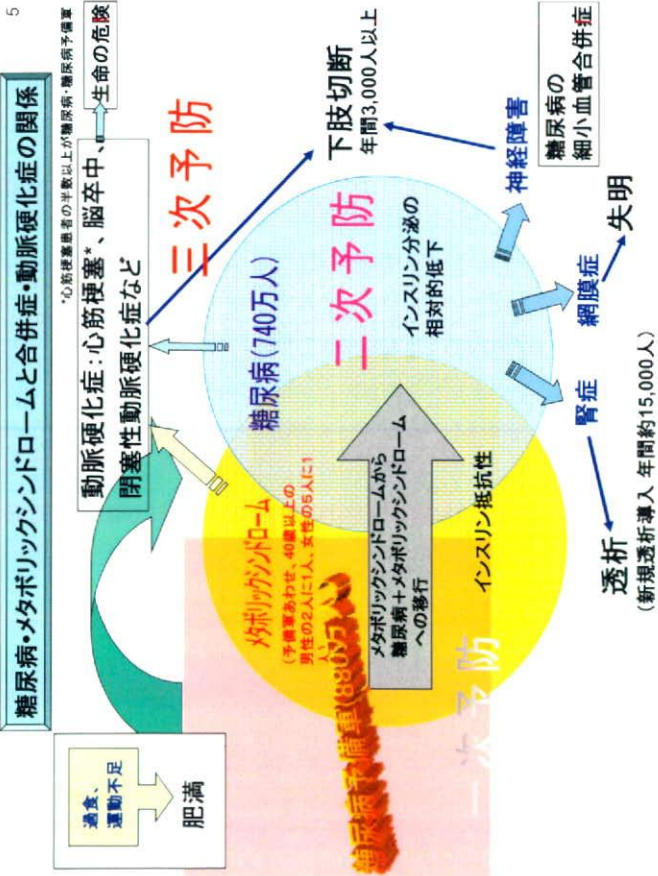 5
糖尿病・メタボリックシンドロームと合併症・動脈硬化症の関係
*心筋梗塞患者の半数以上が糖尿病・糖尿病予備軍
過食、
運動不足
肥満
動脈硬化症：心筋梗塞*、脳卒中、
閉塞性動脈硬化症など
生命の危険
三次予防
メタボリックシンドローム
(予備軍あわせ、40歳以上の
男性の2人に1人、女性の5人に1
人)
糖尿病(740万人)
二次予防
下肢切断
年間3,000人以上
糖尿病予備軍(880万人)
メタボリックシンドロームから
糖尿病＋メタボリックシンドローム
への移行
インスリン分泌の
相対的低下
インスリン抵抗性
一次予防
神経障害
糖尿病の
細小血管合併症
網膜症
失明
腎症
透析
(新規透析導入 年間約15,000人)